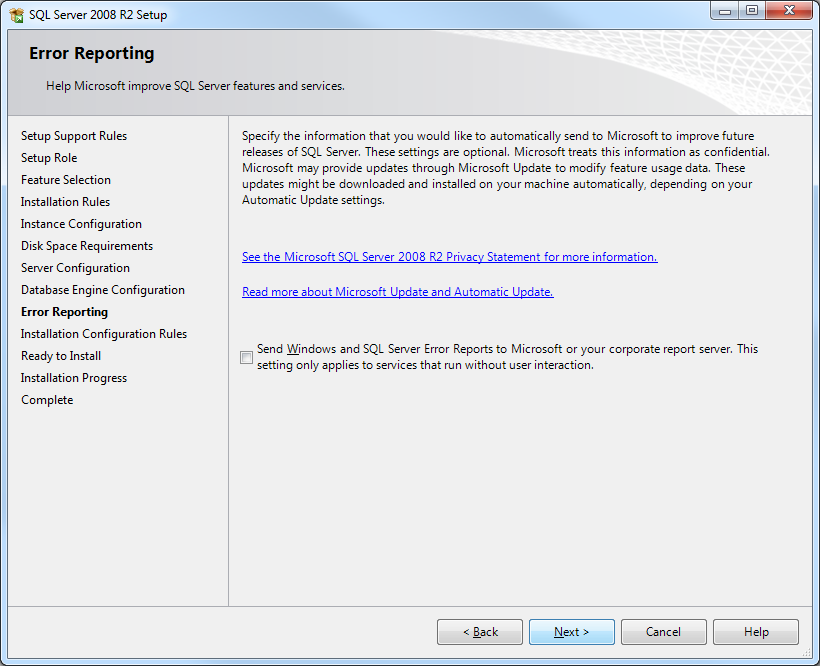 SQL Server 2008 R2 Setup
Error Reporting
Help Microsoft improve SQL Server features and services.
Setup Support Rules
Setup Role
Feature Selection
Installation Rules
Instance Configuration
Disk Space Requirements
Server Configuration
Database Engine Configuration
Error Reporting
Installation Configuration Rules
Ready to Install
Installation Progress
Complete
Specify the information that you would like to automatically send to Microsoft to improve future
releases of SQL Server. These settings are optional. Microsoft treats this information as confidential.
Microsoft may provide updates through Microsoft Update to modify feature usage data. These
updates might be downloaded and installed on your machine automatically, depending on your
Automatic Update settings.
See the Microsoft SQL Server 2008 R2 Privacy Statement for more information.
Read more about Microsoft Update and Automatic Update.
Send Windows and SQL Server Error Reports to Microsoft or your corporate report server. This
setting only applies to services that run without user interaction.
< Back
Next >
Cancel
Help